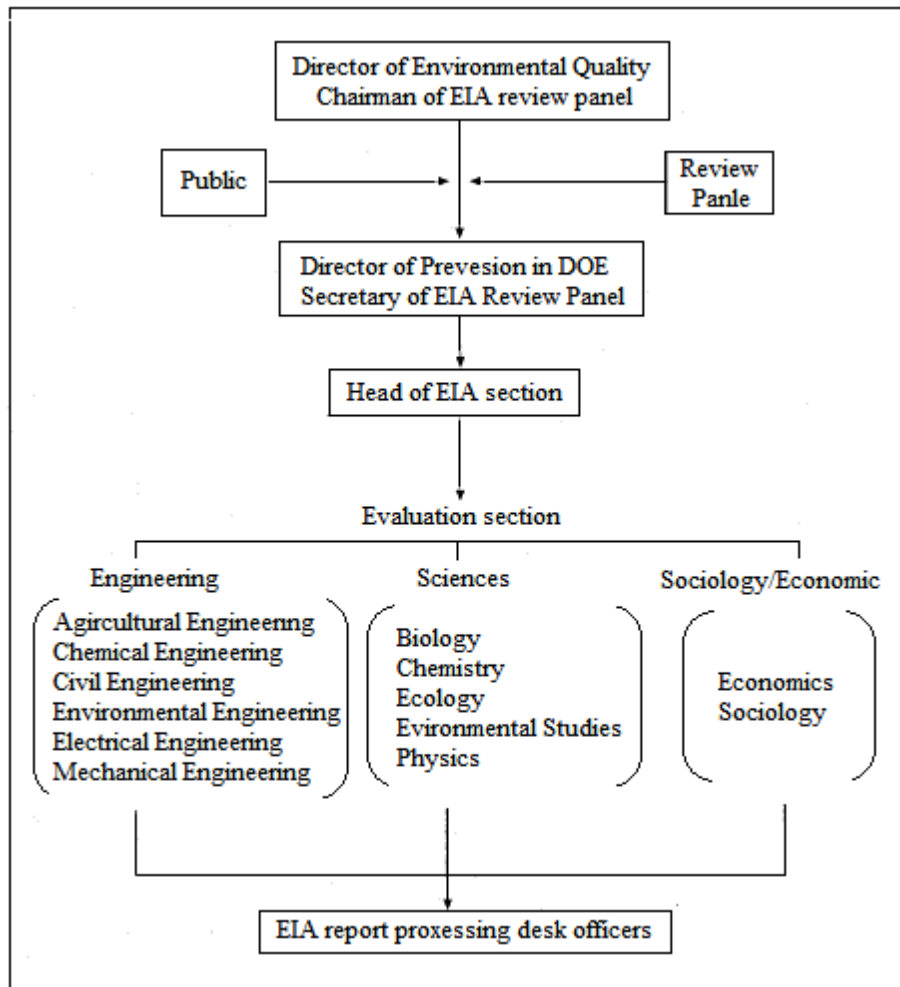 Director of Environmental Quality
Chairman of EIA review panel
Public
Review
Panle
Director of Prevesion in DOE
Secretary of EIA Review Panel
Head of EIA section
Evaluation section
Engineering
Agircultural Engineerng
Chemical Engineering
Civil Engineering
Environmental Engineering
Electrical Engineering
Mechanical Engineering
Sciences
Biology
Chemistry
Ecology
Evironmental Studies
Physics
Sociology/Economic
Economics
Sociology
EIA report proxessing desk officers